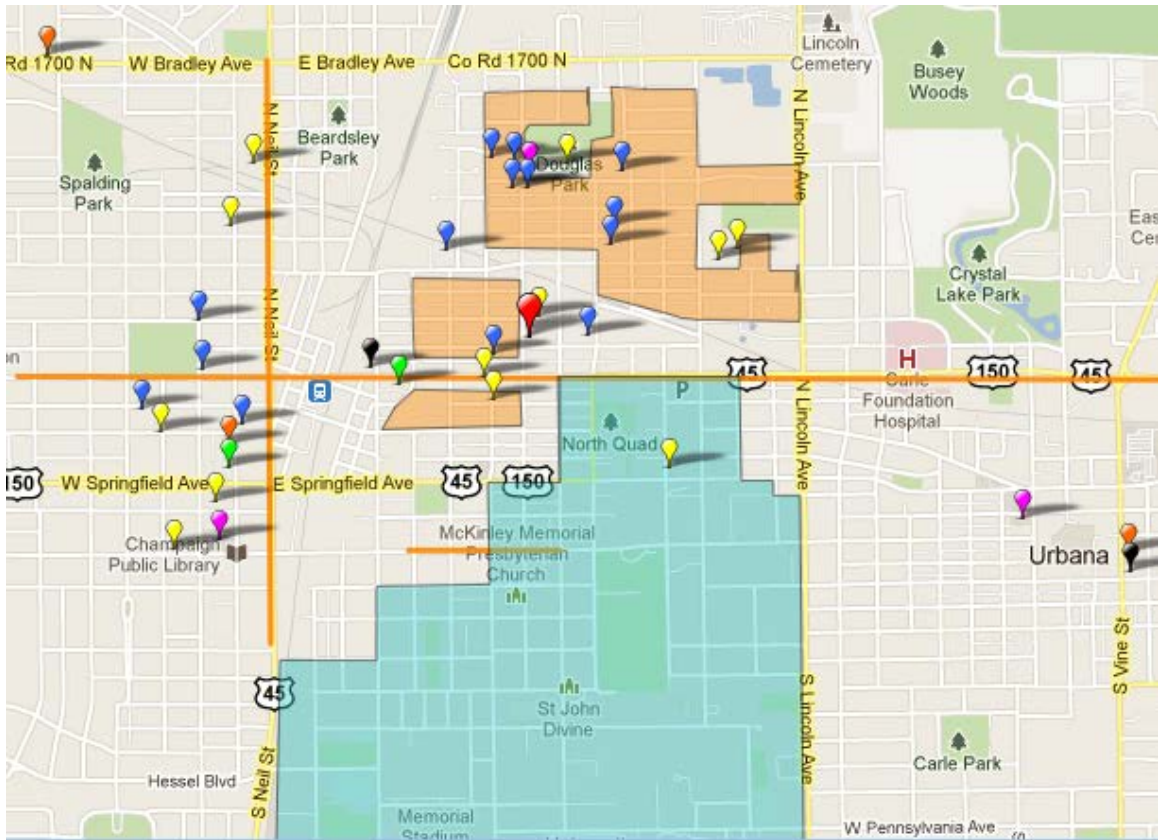 Rd 1700 N
W Bradley Ave
E Bradley Ave
Co Rd 1700 N
Lincoln
Cemetery
Busey
Woods
N Neil St
Beardsley
Park
N Lincoln Ave
Spalding
Park
Douglas
Park
Crystal
Lake Park
N Neil St
H
45
150
45
P
Carle
Foundation
Hospital
N Lincoln Ave
North Quad
150
W Springfield Ave
E Springfield Ave
45
150
Champaign
Public Library
McKinley Memorial
Presbyterian
Church
Urbana
S Vine St
45
S Lincoln Ave
St John
Divine
S Neil St
Hessel Blvd
Carle Park
Memorial
Stadium
W Pennsylvania Ave